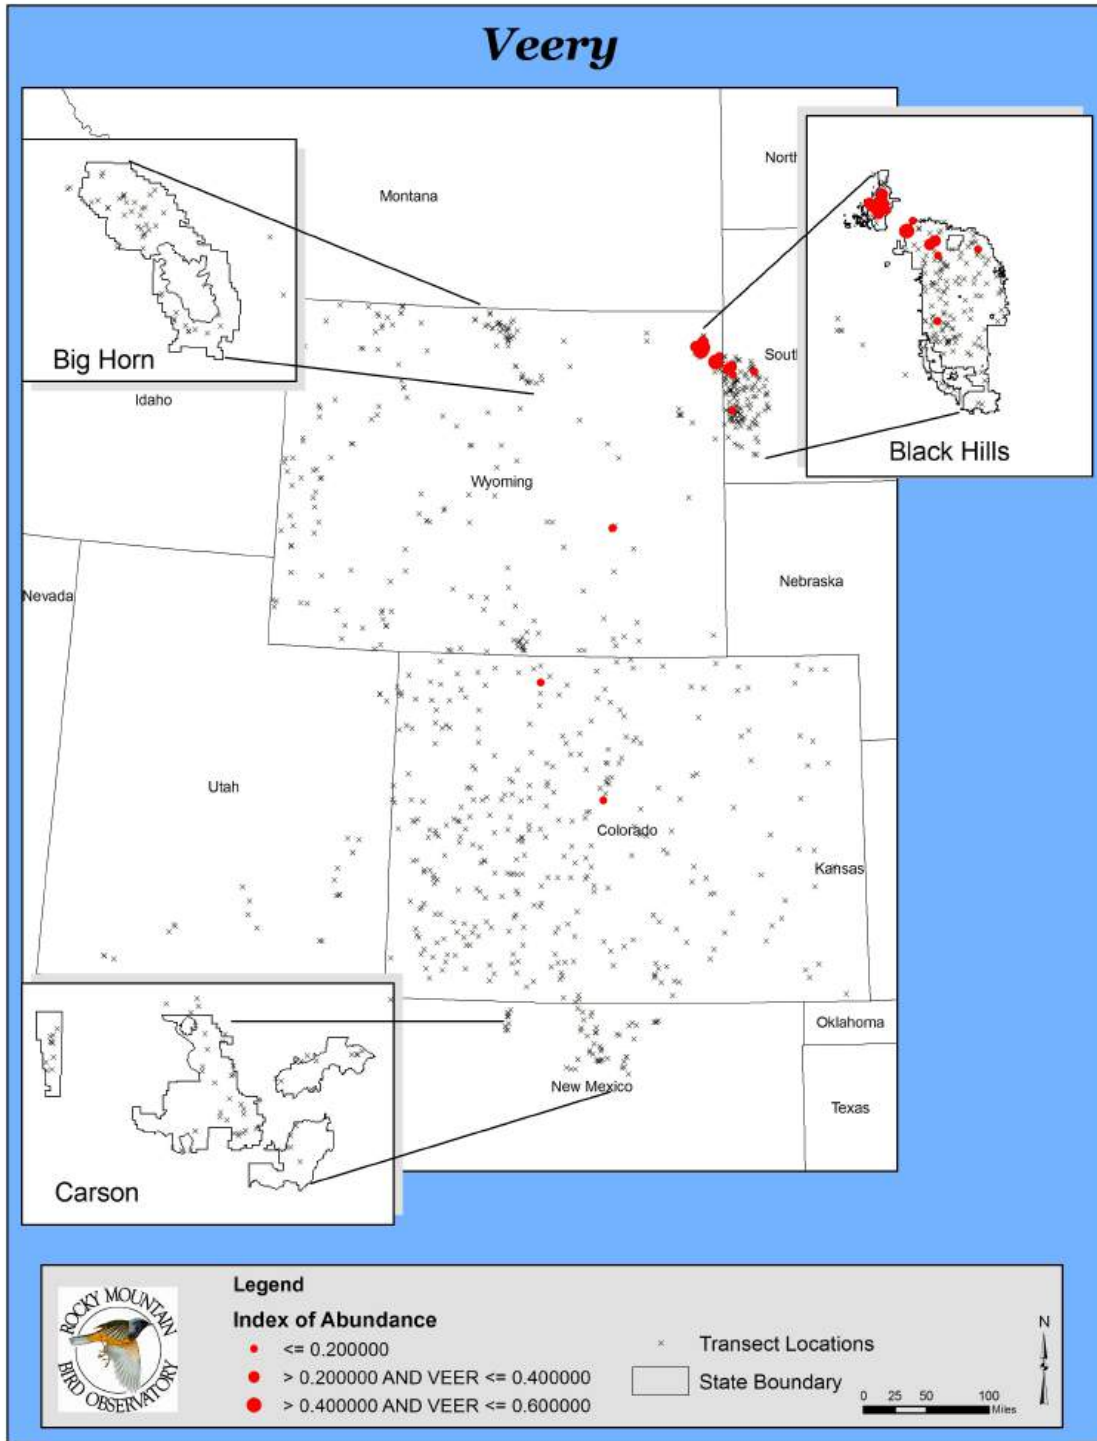 Veery
Montana
North
Big Horn
Idaho
South
Black Hills
Wyoming
Nevada
Nebraska
Utah
Colorado
Kansas
Carson
New Mexico
Oklahoma
Texas
ROCKY MOUNTAIN
BIRD OBSERVATORY
Legend
Index of Abundance
<= 0.200000
> 0.200000 AND VEER <= 0.400000
> 0.400000 AND VEER <= 0.600000
Transect Locations
State Boundary
N
0 25 50 100
Miles